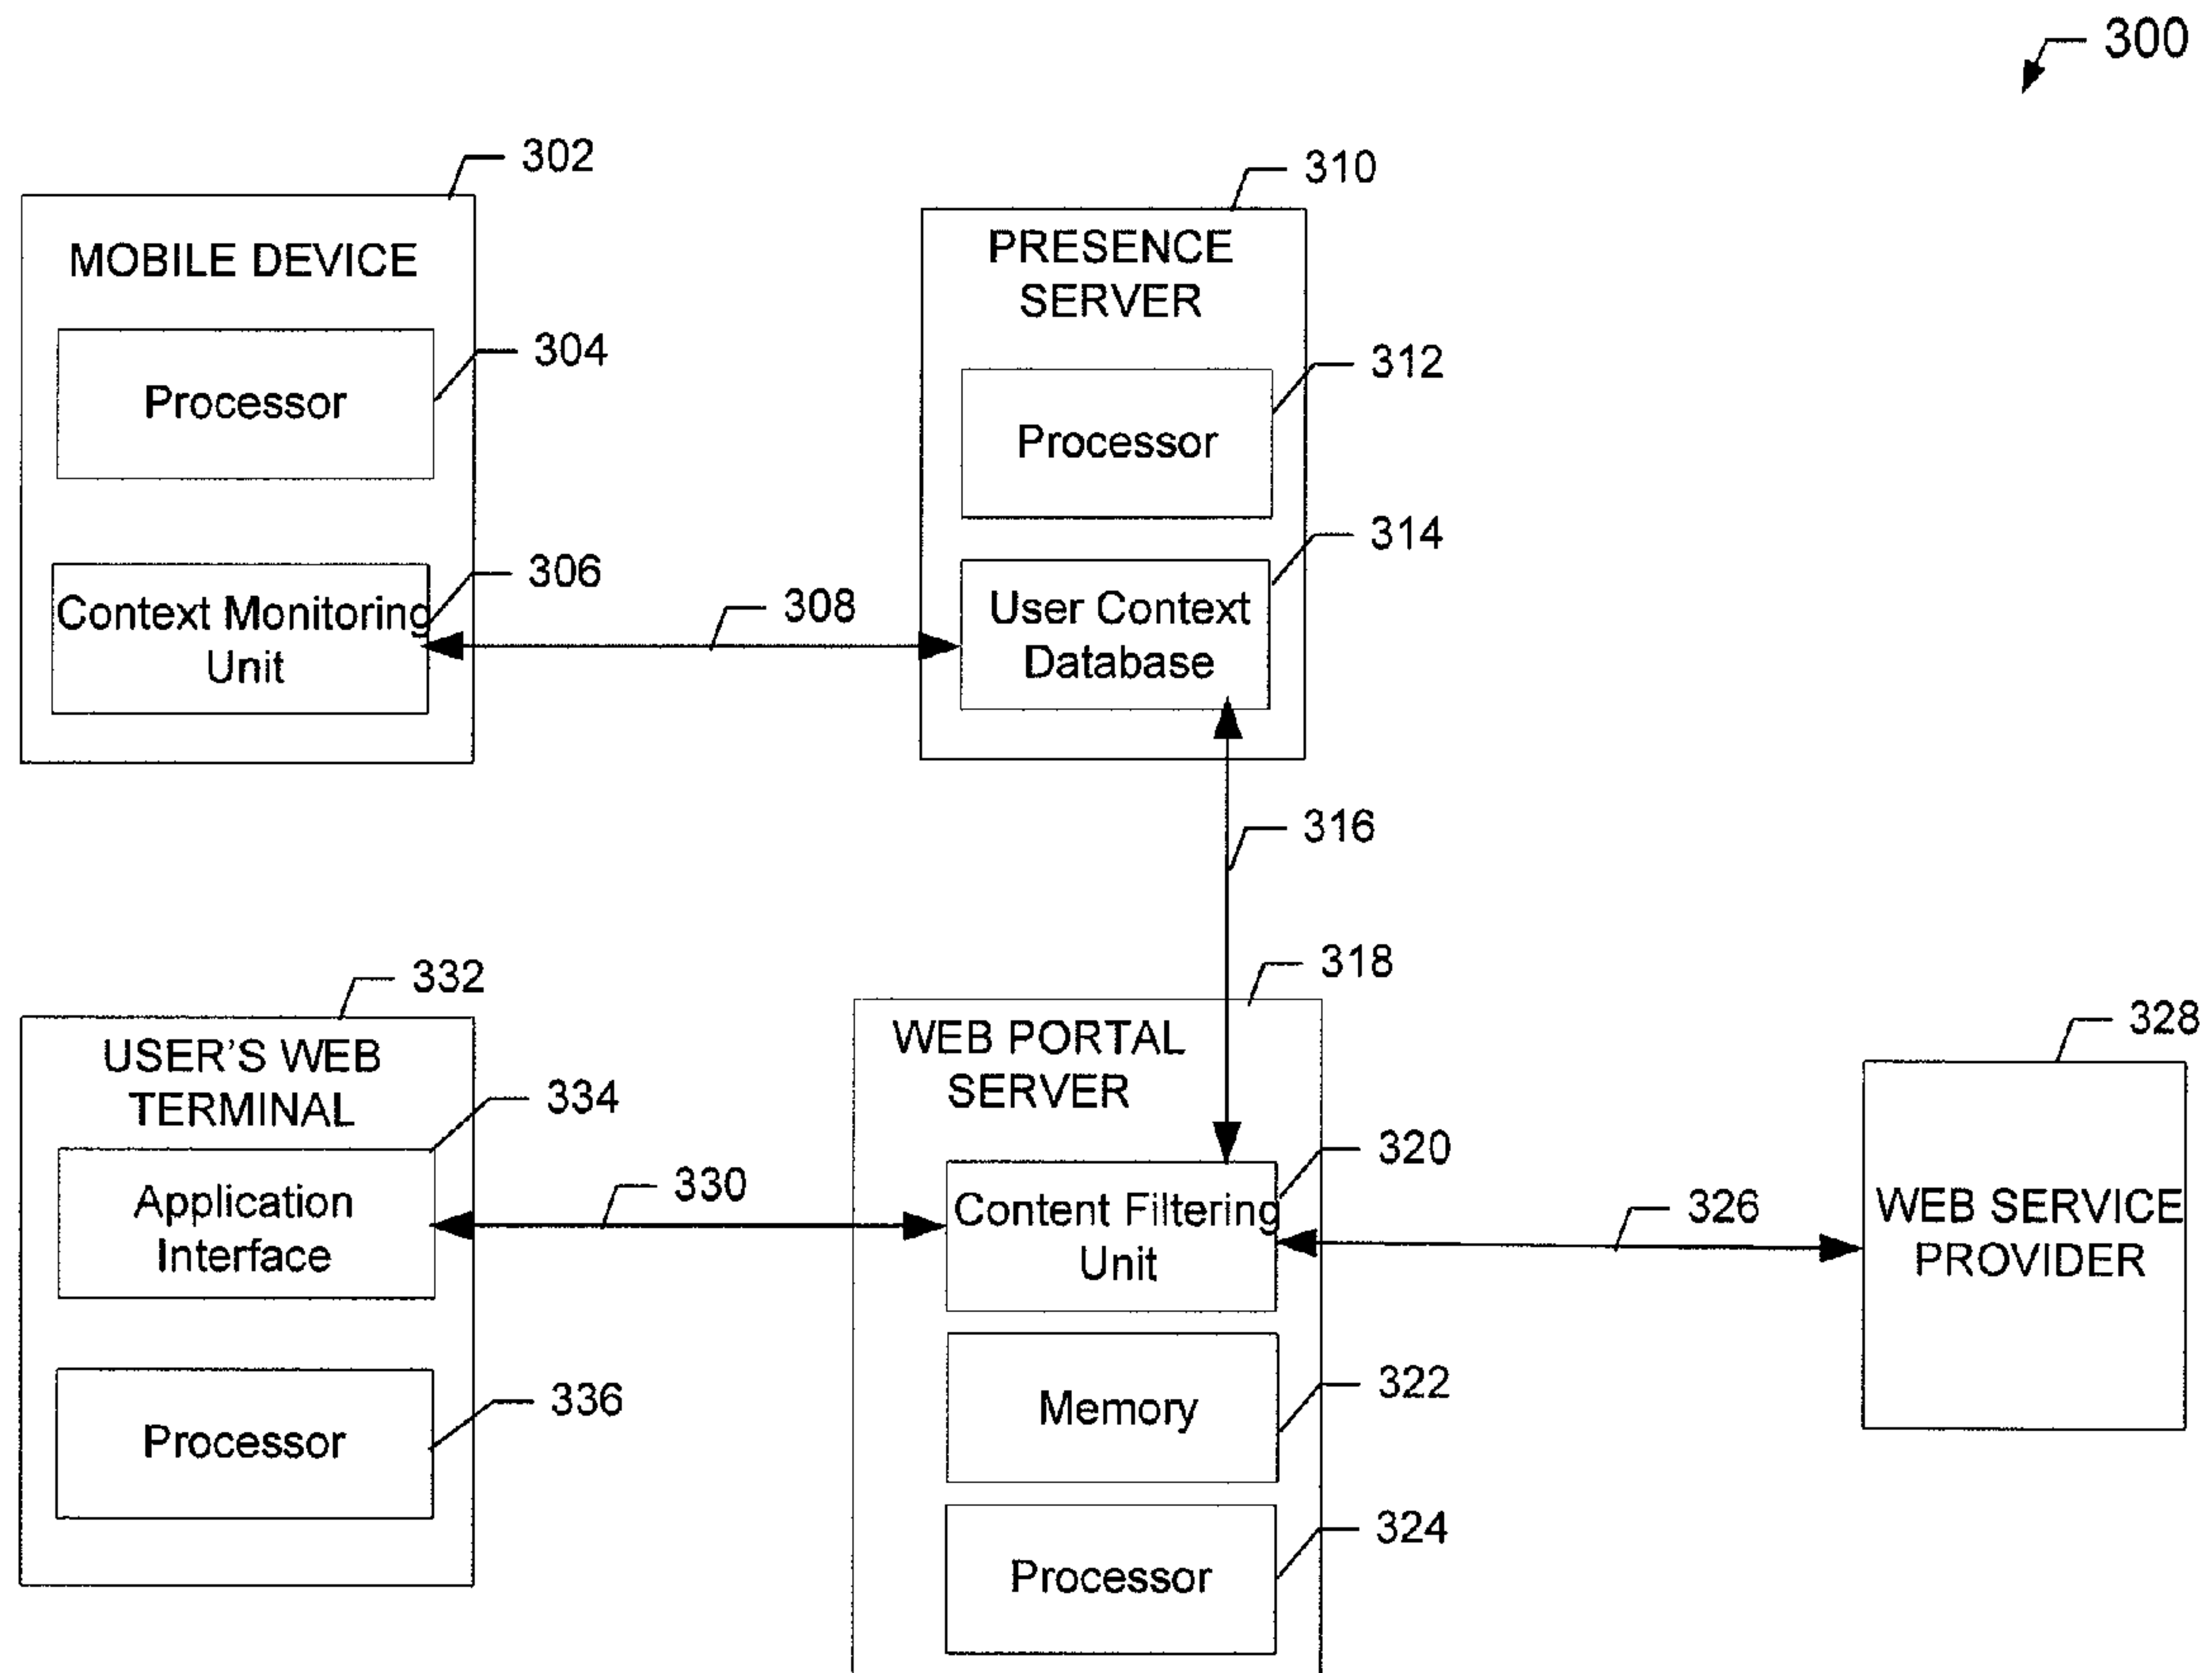 300
302
310
MOBILE DEVICE
PRESENCE
SERVER
304
Processor
312
Processor
306
Context Monitoring
Unit
308
314
User Context
Database
316
332
318
328
USER'S WEB
TERMINAL
334
WEB PORTAL
SERVER
Application
Interface
330
320
Content Filtering
Unit
326
WEB SERVICE
PROVIDER
336
Processor
322
Memory
324
Processor